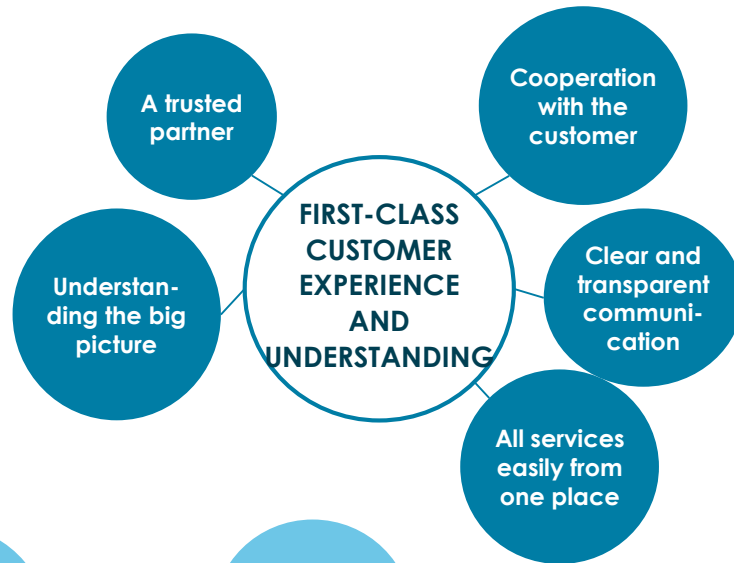 A trusted
partner
Cooperation
with the
customer
FIRST-CLASS
CUSTOMER
EXPERIENCE
AND
UNDERSTANDING
Understan-
ding the big
picture
Clear and
transparent
communi-
cation
All services
easily from
one place